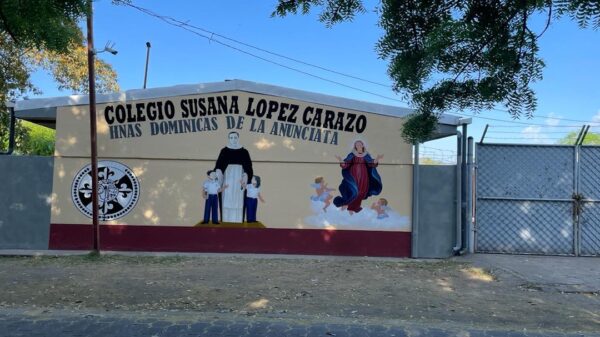 COLEGIO SUSANA LOPEZ CARAZO
HNAS DOMINICAS DE LA ANUNCIATA